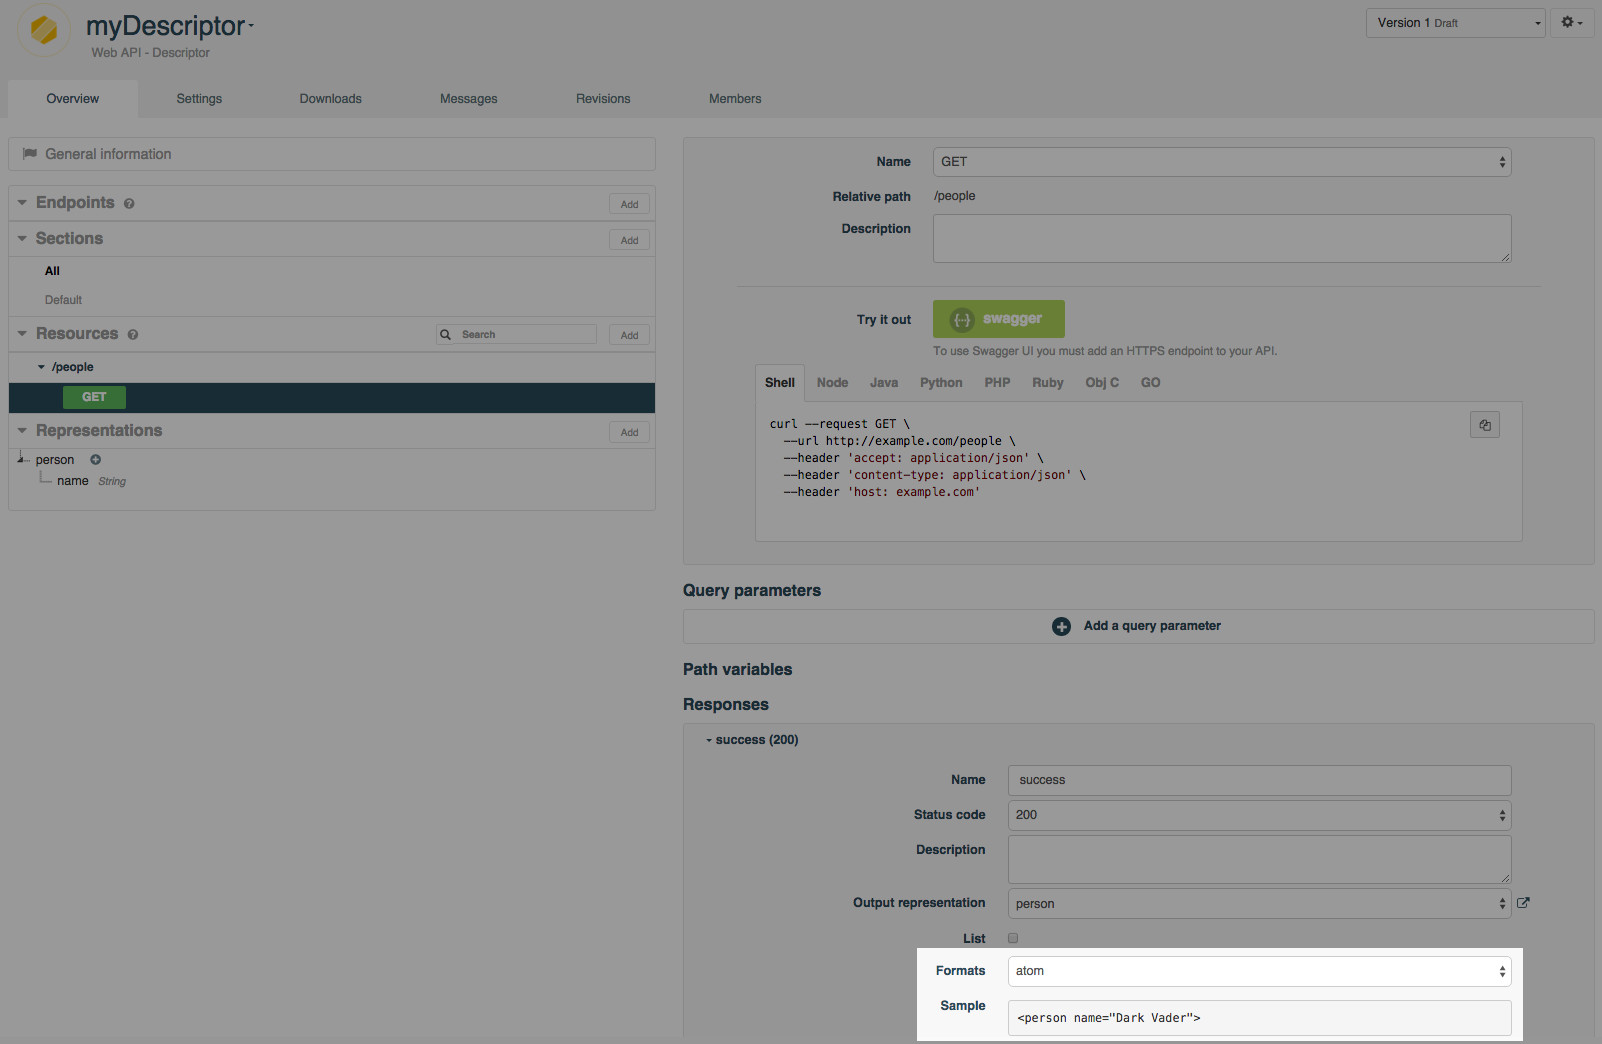 myDescriptor
Web API - Descriptor
Version 1 Draft
Overview Settings Downloads Messages Revisions Members
General information
Endpoints ?
Add
Sections
Add
All
Default
Resources ?
Search
Add
/people
GET
Representations
Add
person
name String
Name GET
Relative path /people
Description
Try it out {···} swagger
To use Swagger UI you must add an HTTPS endpoint to your API.
Shell Node Java Python PHP Ruby Obj C GO
curl --request GET \
--url http://example.com/people \
--header 'accept: application/json' \
--header 'content-type: application/json' \
--header 'host: example.com'
Query parameters
Add a query parameter
Path variables
Responses
success (200)
Name success
Status code 200
Description
Output representation person
List
Formats atom
Sample <person name="Dark Vader">